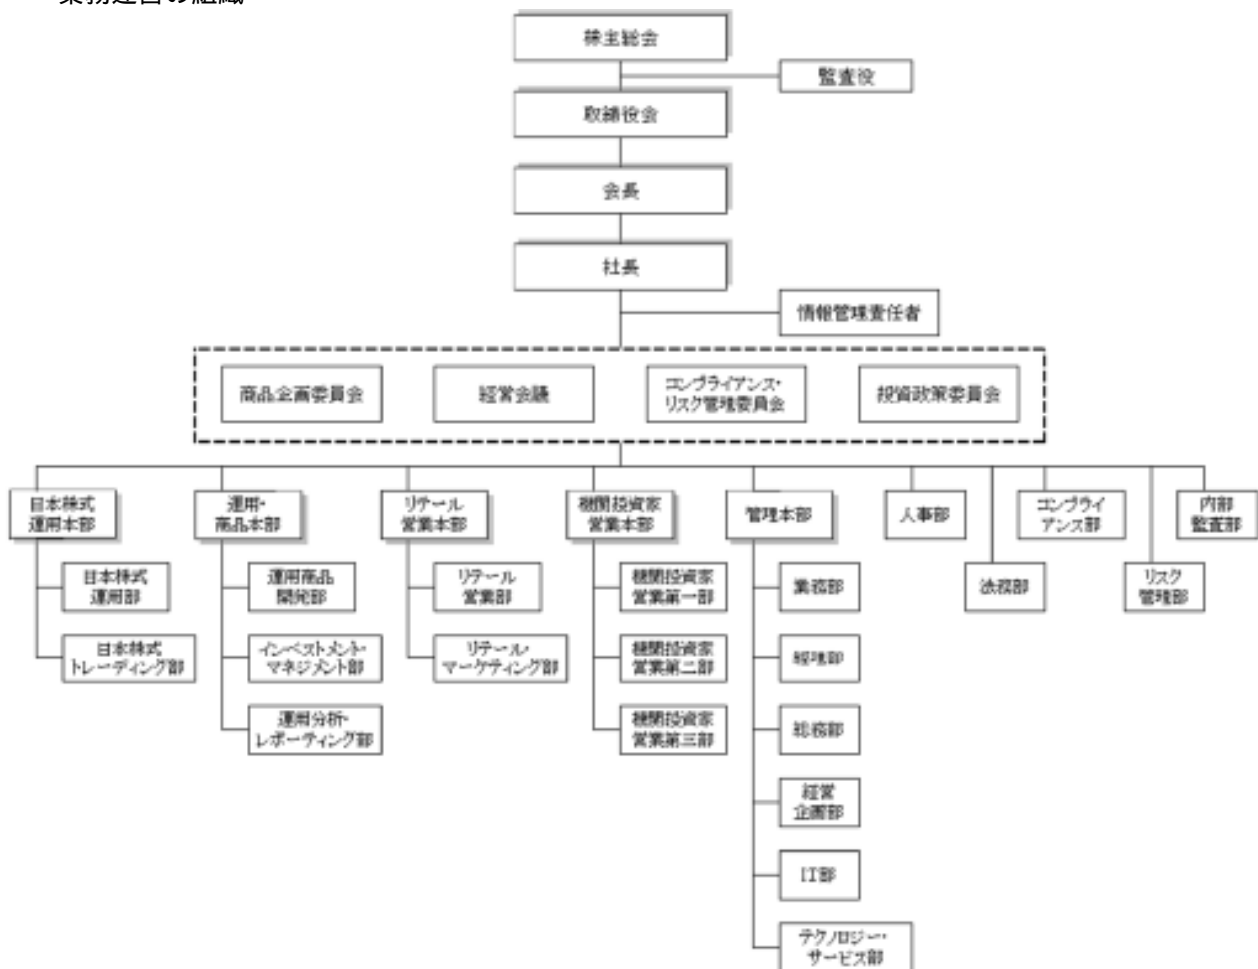 業務運営の組織
株主総会
監査役
取締役会
会長
社長
情報管理責任者
商品企画委員会
経営会議
コンプライアンス・
リスク管理委員会
投資政策委員会
日本株式
運用本部
運用・
商品本部
リテール
営業本部
機関投資家
営業本部
管理本部
人事部
コンプライ
アンス部
内部
監査部
日本株式
運用部
運用商品
開発部
リテール
営業部
機関投資家
営業第一部
業務部
法務部
リスク
管理部
日本株式
トレーディング部
インベストメント・
マネジメント部
リテール・
マーケティング部
機関投資家
営業第二部
経理部
運用分析・
レポーティング部
機関投資家
営業第三部
総務部
経営
企画部
IT部
テクノロジー・
サービス部